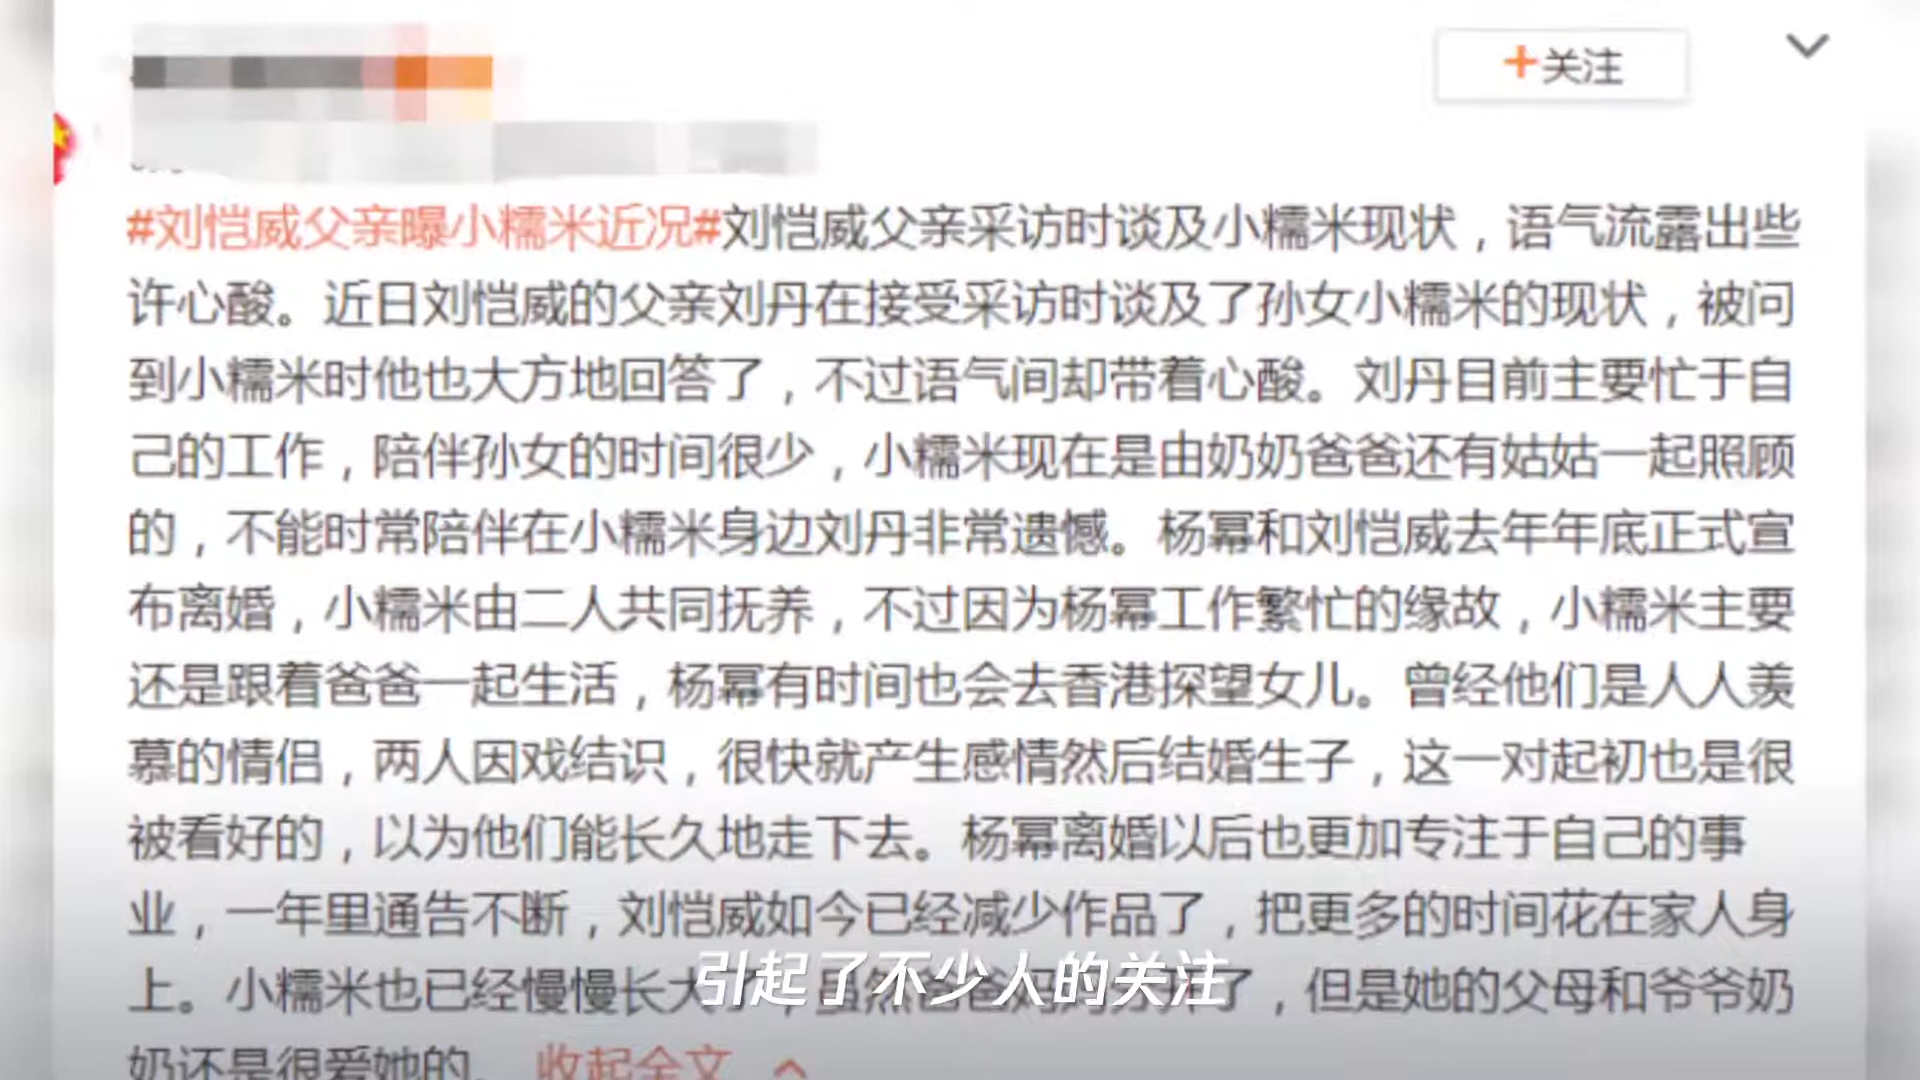 +关注
#刘恺威父亲曝小糯米近况#刘恺威父亲采访时谈及小糯米现状，语气流露出些
许心酸。近日刘恺威的父亲刘丹在接受采访时谈及了孙女小糯米的现状，被问
到小糯米时他也大方地回答了，不过语气间却带着心酸。刘丹目前主要忙于自
己的工作，陪伴孙女的时间很少，小糯米现在是由奶奶爸爸还有姑姑一起照顾
的，不能时常陪伴在小糯米身边刘丹非常遗憾。杨幂和刘恺威去年年底正式宣
布离婚，小糯米由二人共同抚养，不过因为杨幂工作繁忙的缘故，小糯米主要
还是跟着爸爸一起生活，杨幂有时间也会去香港探望女儿。曾经他们是人人羡
慕的情侣，两人因戏结识，很快就产生感情然后结婚生子，这一对起初也是很
被看好的，以为他们能长久地走下去。杨幂离婚以后也更加专注于自己的事
业，一年里通告不断，刘恺威如今已经减少作品了，把更多的时间花在家人身
上。小糯米也已经慢慢长大了，虽然爸爸妈妈分开了，但是她的父母和爷爷奶
引起了不少人的关注
奶还是很爱她的。 收起全文